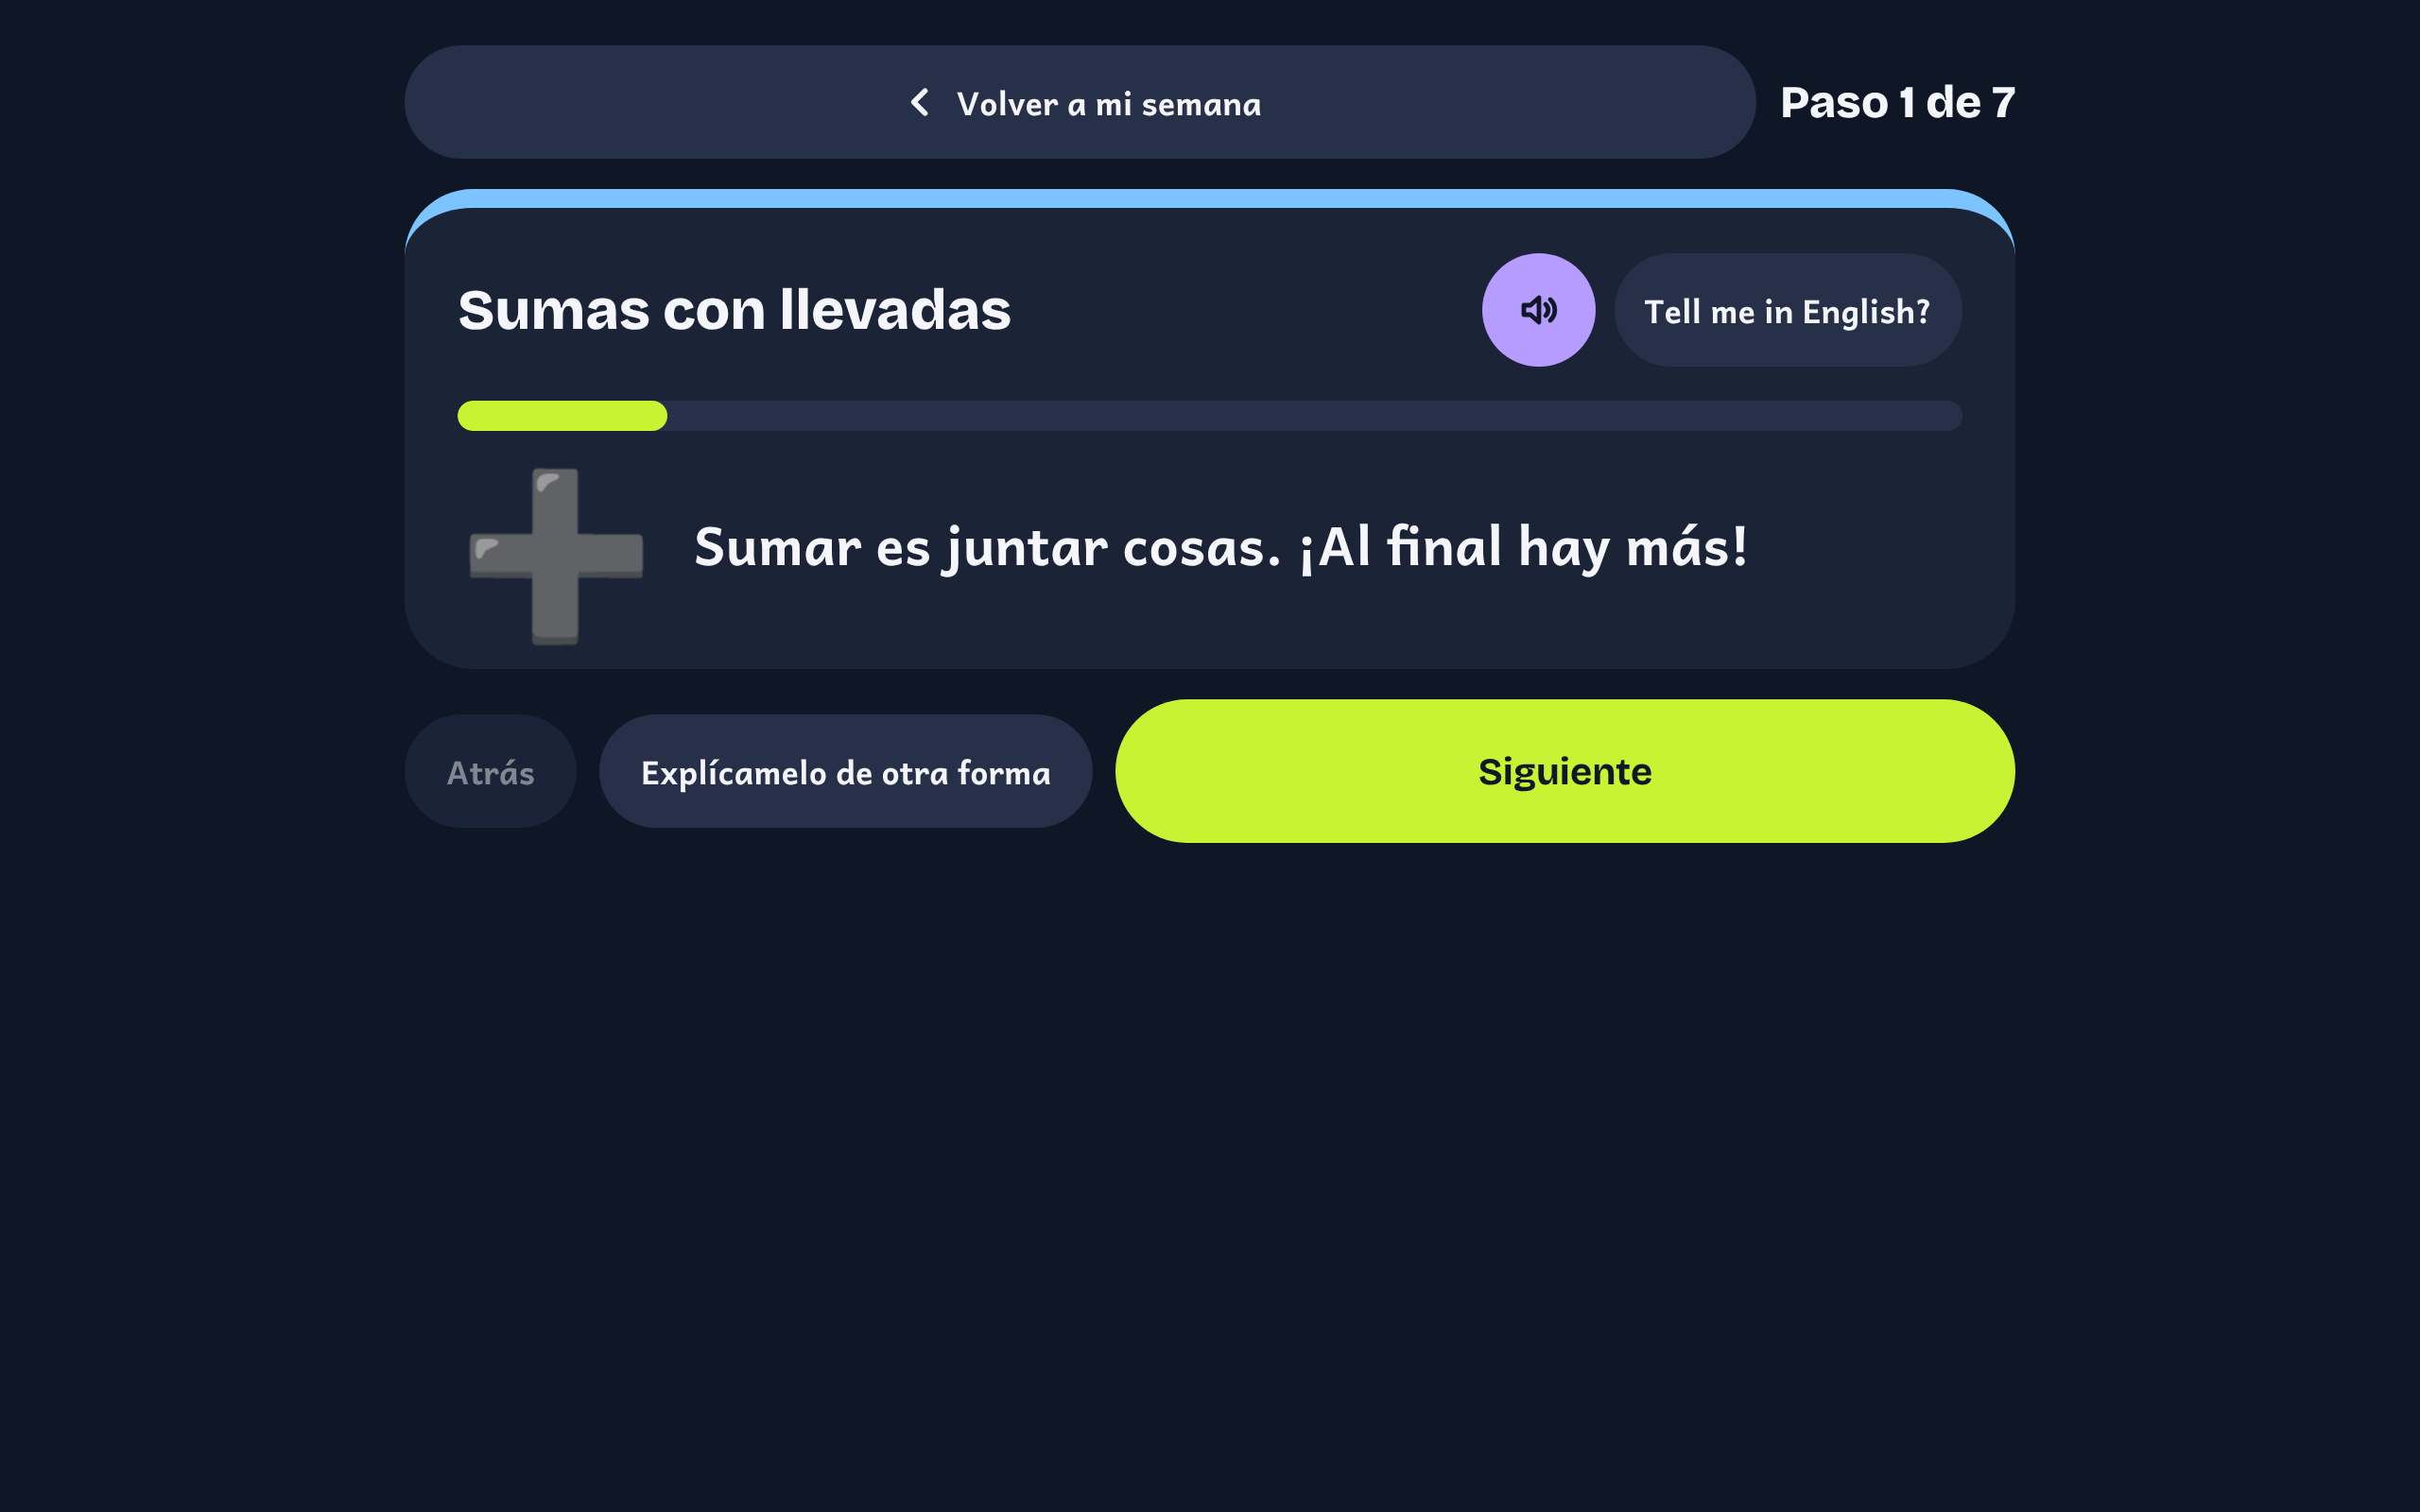 Volver a mi semana
Paso 1 de 7
Sumas con llevadas
Tell me in English?
Sumar es juntar cosas. ¡Al final hay más!
Atrás
Explícamelo de otra forma
Siguiente